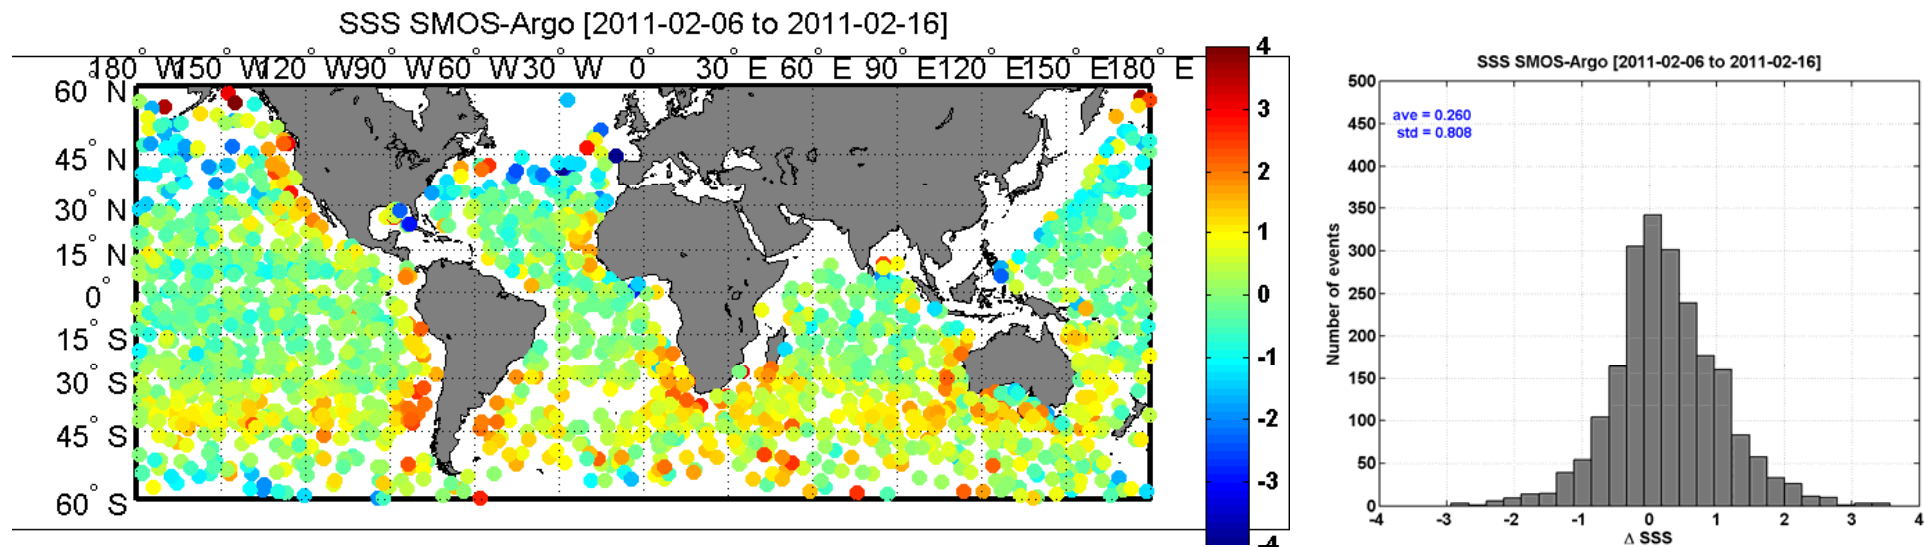 SSS SMOS-Argo [2011-02-06 to 2011-02-16]
180° W 150° W 120° W 90° W 60° W 30° W 0° 30° E 60° E 90° E 120° E 150° E 180° E
60° N
45° N
30° N
15° N
0°
15° S
30° S
45° S
60° S
4
3
2
1
0
-1
-2
-3
-4
SSS SMOS-Argo [2011-02-06 to 2011-02-16]
ave = 0.260
std = 0.808
Number of events
500
450
400
350
300
250
200
150
100
50
0
-4 -3 -2 -1 0 1 2 3 4
Δ SSS